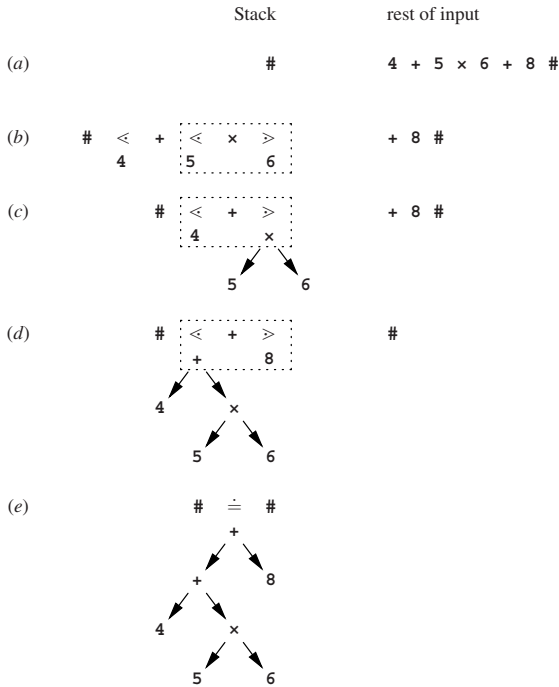 Stack rest of input
(a) # 4 + 5 × 6 + 8 #
(b) # ⋖ + ⋖ × ⋗ + 8 #
4 5 6
(c) # ⋖ + ⋗ + 8 #
4 ×
5 6
(d) # ⋖ + ⋗ #
+ 8
4 ×
5 6
(e) # ≐ #
+
+ 8
4 ×
5 6